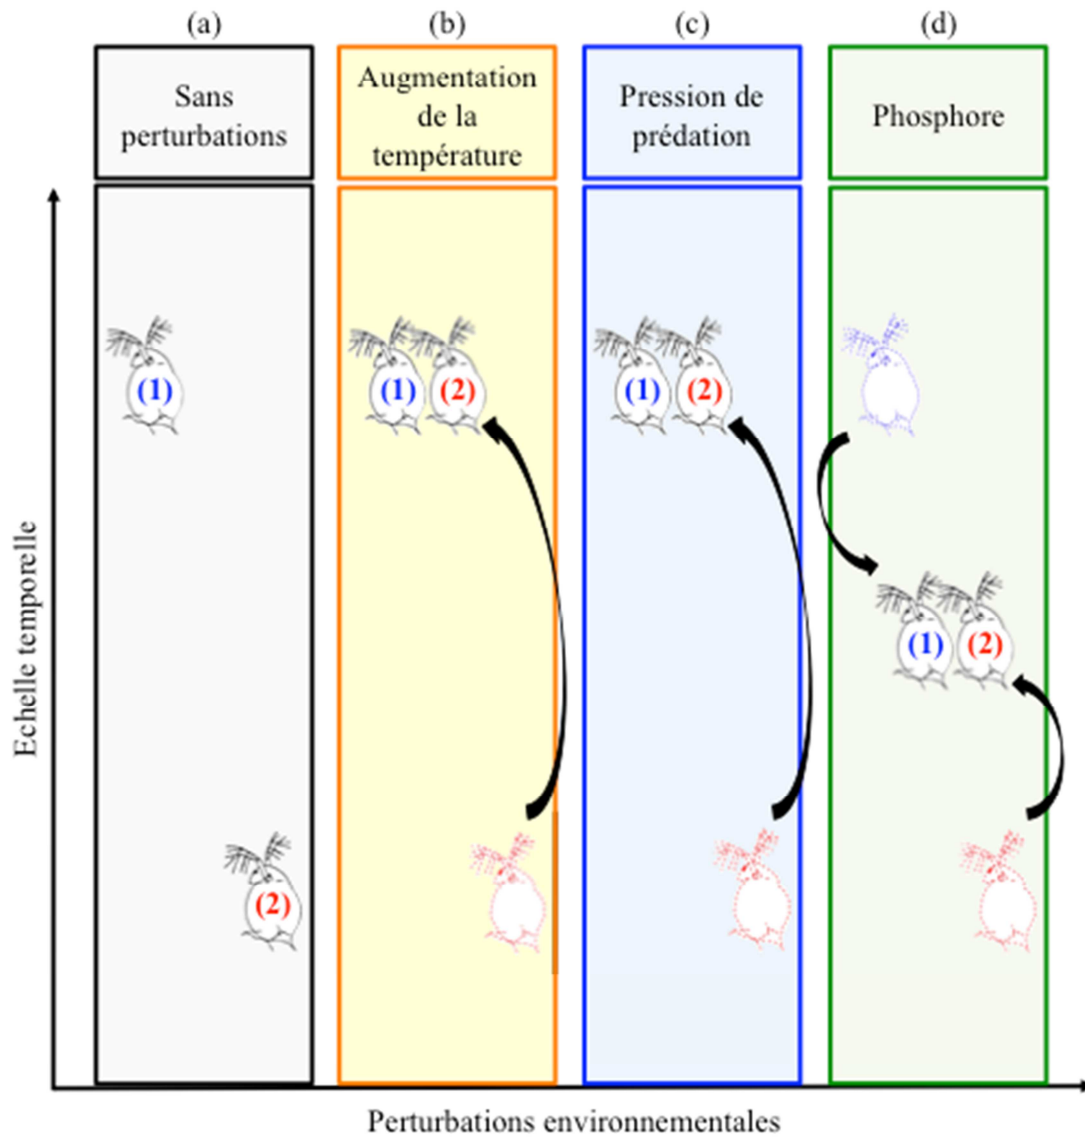 (a)
(b)
(c)
(d)
Sans
perturbations
Augmentation
de la
température
Pression de
prédation
Phosphore
Echelle temporelle
(1)
(1)
(2)
(1)
(2)
(1)
(2)
(2)
Perturbations environnementales